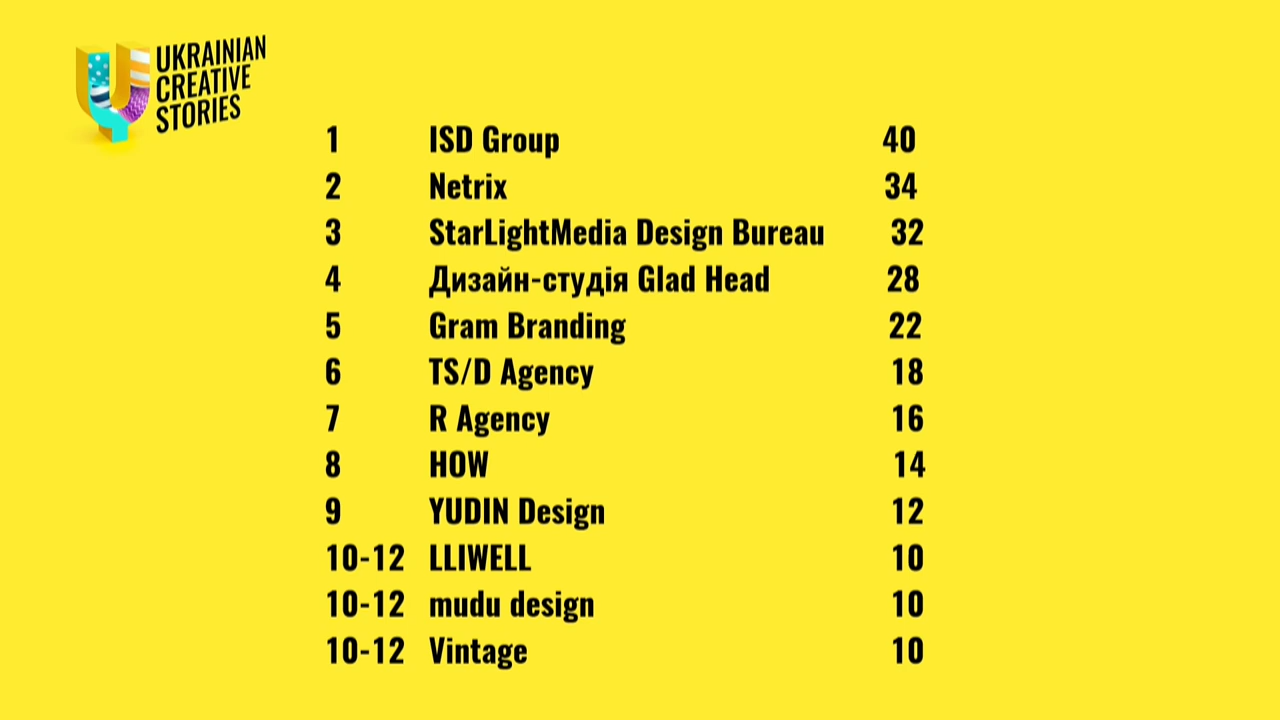 UKRAINIAN
CREATIVE
STORIES
1 ISD Group 40
2 Netrix 34
3 StarLightMedia Design Bureau 32
4 Дизайн-студія Glad Head 28
5 Gram Branding 22
6 TS/D Agency 18
7 R Agency 16
8 HOW 14
9 YUDIN Design 12
10-12 LLIWELL 10
10-12 mudu design 10
10-12 Vintage 10